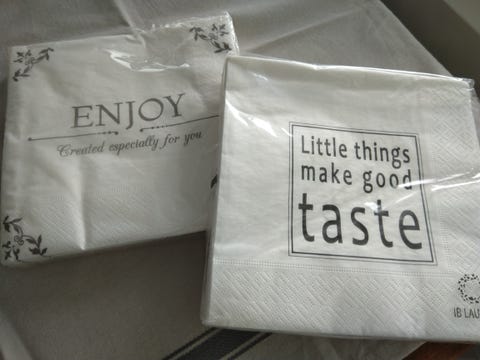 ENJOY
Created especially for you
Little things
make good
taste
IB LAU